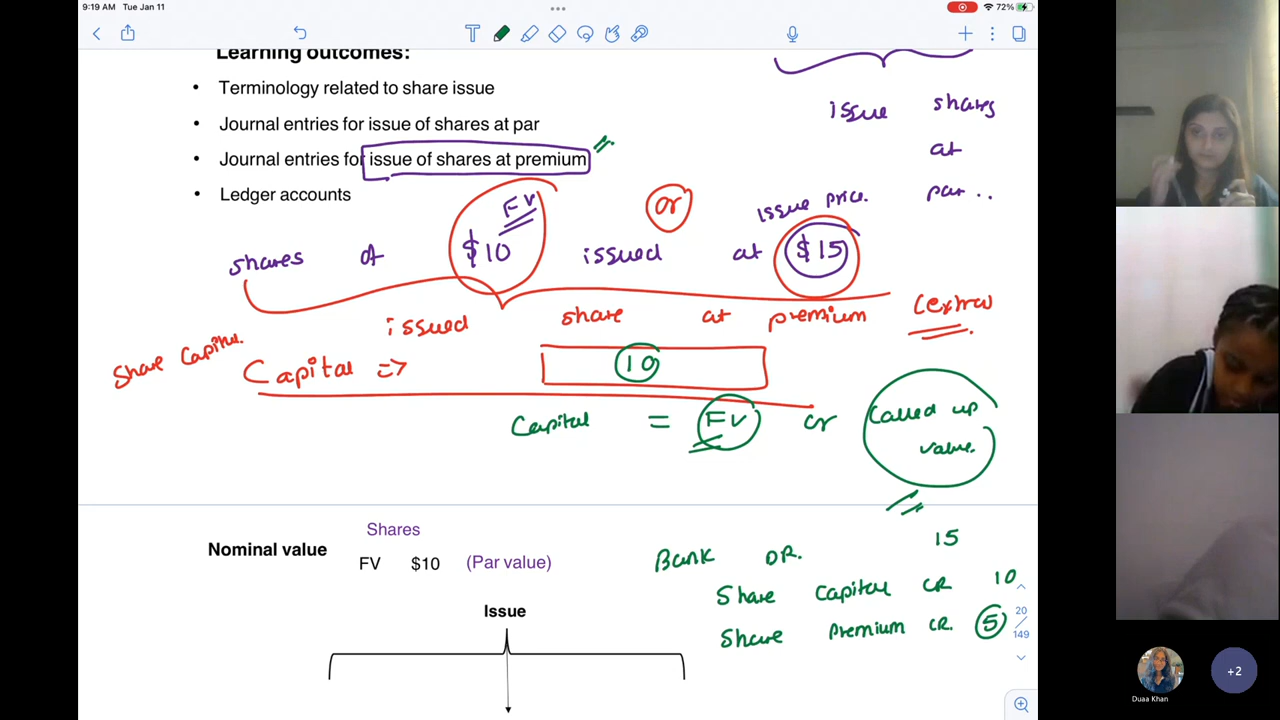 9:19 AM Tue Jan 11
72%
Learning outcomes:
• Terminology related to share issue
• Journal entries for issue of shares at par
• Journal entries for issue of shares at premium
• Ledger accounts
issue shares
at
par ..
FV
or
issue price.
shares of $10 issued at $15
issued share at premium (extra)
Share Capital.
Capital => 10
Capital = FV or Called up
value.
Shares
Nominal value FV $10 (Par value)
Issue
Bank DR. 15
Share Capital CR 10
Share Premium CR. 5
20
/
149
Duaa Khan
+2